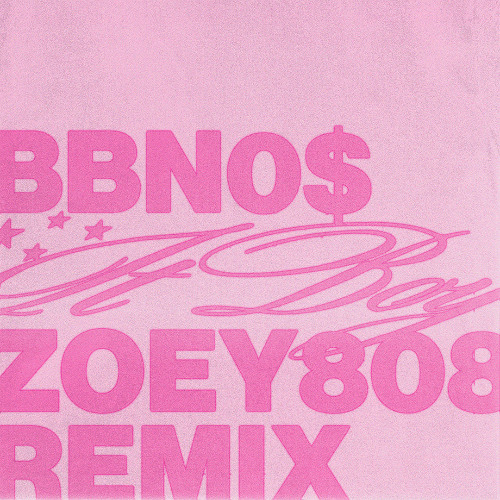 BBNO$
It Boy
ZOEY808
REMIX